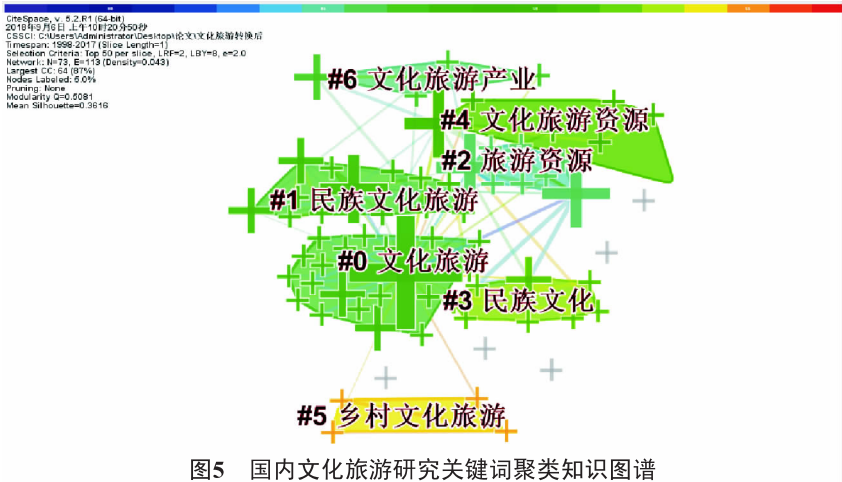 CiteSpace, v. 5.2.R1 (64-bit)
2018年9月6日 上午10时20分50秒
CSSCI: C:\Users\Administrator\Desktop\论文\文化旅游转换后
Timespan: 1998-2017 (Slice Length=1)
Selection Criteria: Top 50 per slice, LRF=2, LBY=8, e=2.0
Network: N=73, E=113 (Density=0.043)
Largest CC: 64 (87%)
Nodes Labeled: 5.0%
Pruning: None
Modularity Q=0.5081
Mean Silhouette=0.3616
#6 文化旅游产业
#4 文化旅游资源
#2 旅游资源
#1 民族文化旅游
#0 文化旅游
#3 民族文化
#5 乡村文化旅游
图5 国内文化旅游研究关键词聚类知识图谱